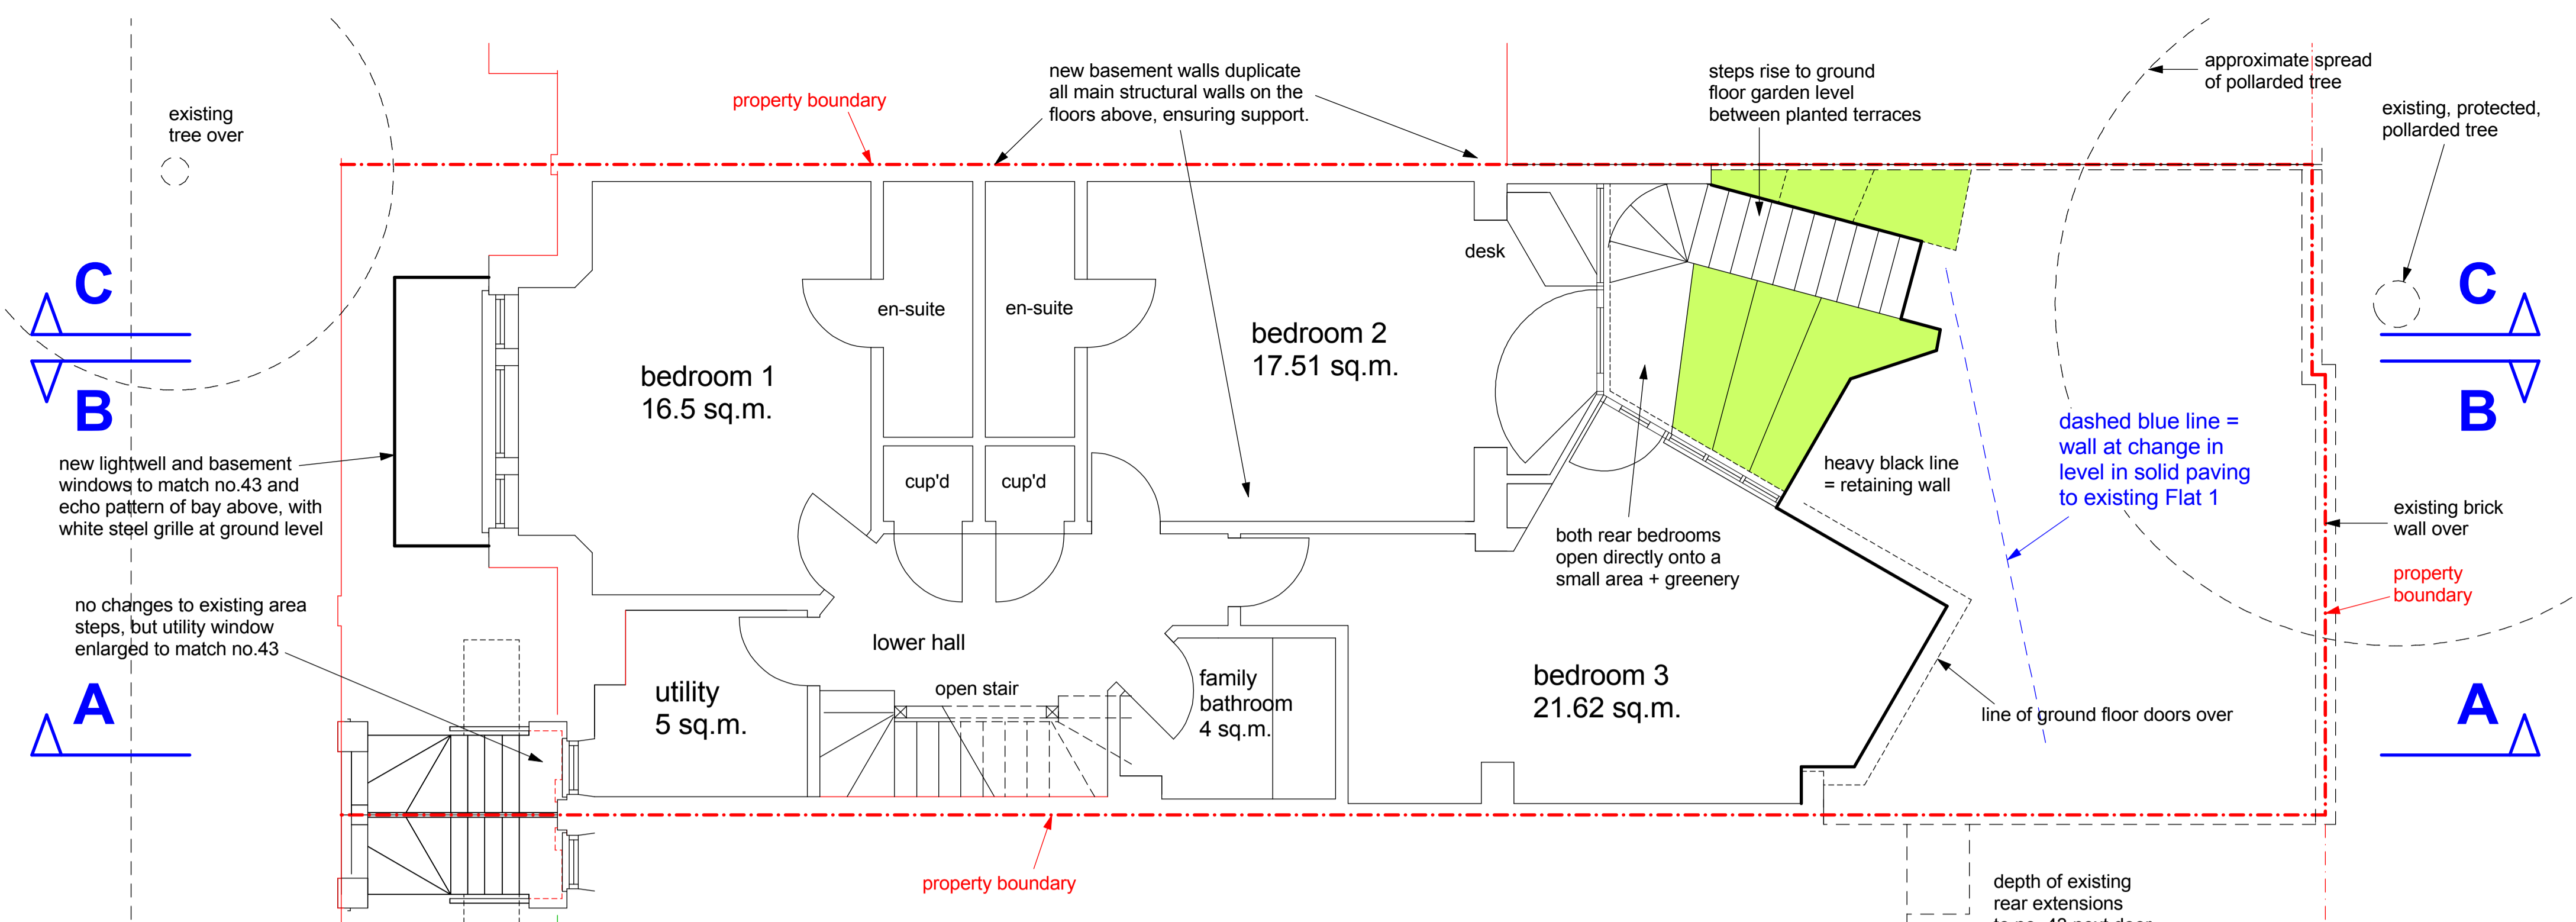 existing
tree over
property boundary
new basement walls duplicate
all main structural walls on the
floors above, ensuring support.
steps rise to ground
floor garden level
between planted terraces
approximate spread
of pollarded tree
existing, protected,
pollarded tree
C
B
A
new lightwell and basement
windows to match no.43 and
echo pattern of bay above, with
white steel grille at ground level
no changes to existing area
steps, but utility window
enlarged to match no.43
bedroom 1
16.5 sq.m.
en-suite
en-suite
cup'd
cup'd
bedroom 2
17.51 sq.m.
desk
lower hall
open stair
utility
5 sq.m.
family
bathroom
4 sq.m.
bedroom 3
21.62 sq.m.
both rear bedrooms
open directly onto a
small area + greenery
heavy black line
= retaining wall
dashed blue line =
wall at change in
level in solid paving
to existing Flat 1
line of ground floor doors over
C
B
A
existing brick
wall over
property
boundary
property boundary
depth of existing
rear extensions